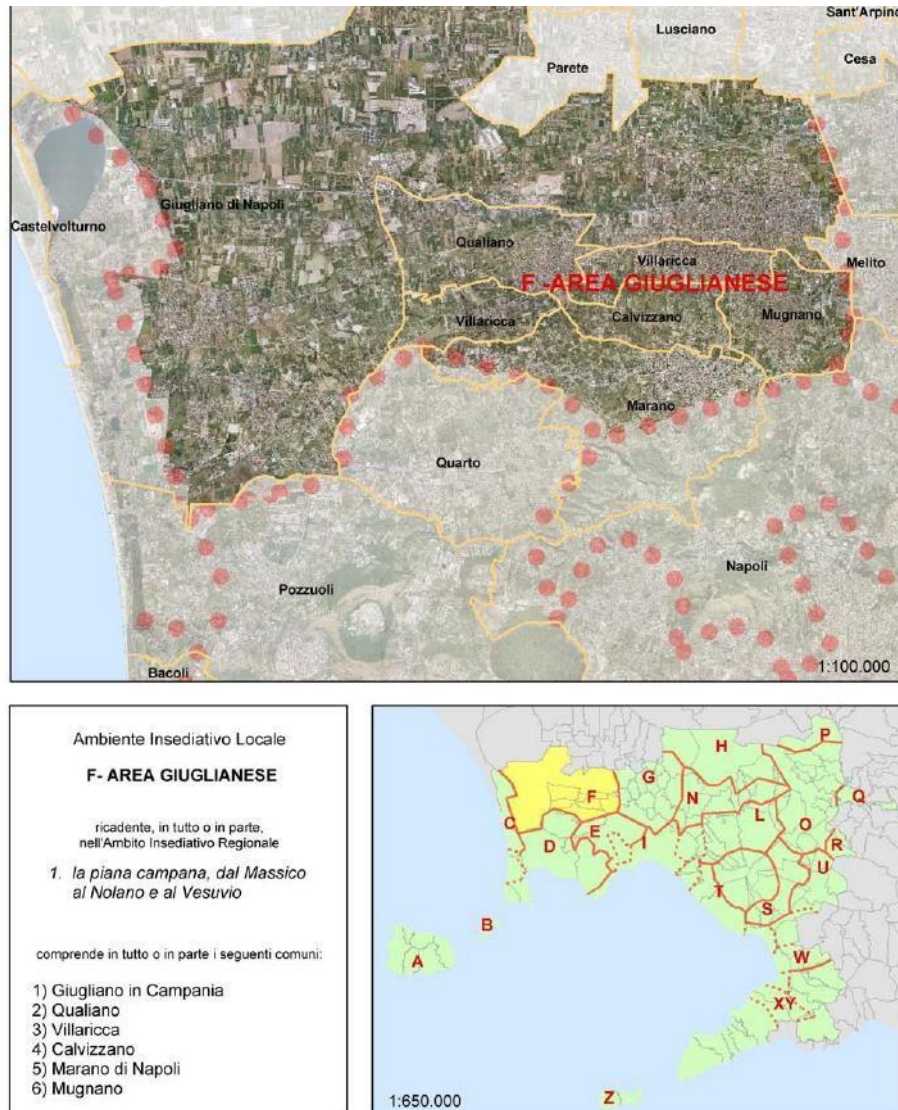 Sant'Arpino
Lusciano
Cesa
Parete
Giugliano di Napoli
Castelvolturno
Qualiano
Villaricca
Melito
F -AREA GIUGLIANESE
Villaricca
Calvizzano
Mugnano
Marano
Quarto
Napoli
Pozzuoli
Bacoli
1:100.000
Ambiente Insediativo Locale
F- AREA GIUGLIANESE
ricadente, in tutto o in parte,
nell'Ambito Insediativo Regionale
1. la piana campana, dal Massico
al Nolano e al Vesuvio
comprende in tutto o in parte i seguenti comuni:
1) Giugliano in Campania
2) Qualiano
3) Villaricca
4) Calvizzano
5) Marano di Napoli
6) Mugnano
P
H
G
F
N
Q
L
C
O
E
D
I
R
U
T
S
B
A
W
XY
Z
1:650.000